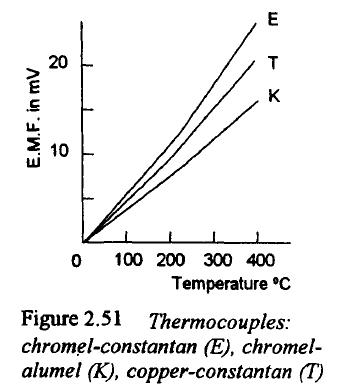 E
20
T
K
E.M.F. in mV
10
0 100 200 300 400
Temperature ºC
Figure 2.51 Thermocouples:
chromel-constantan (E), chromel-
alumel (K), copper-constantan (T)